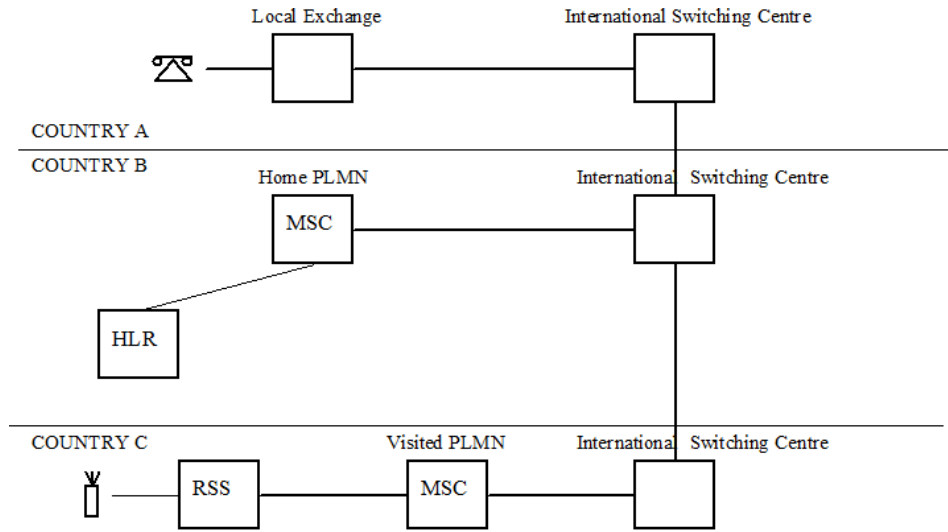 Local Exchange
International Switching Centre
COUNTRY A
COUNTRY B
Home PLMN
International Switching Centre
MSC
HLR
COUNTRY C
Visited PLMN
International Switching Centre
RSS
MSC